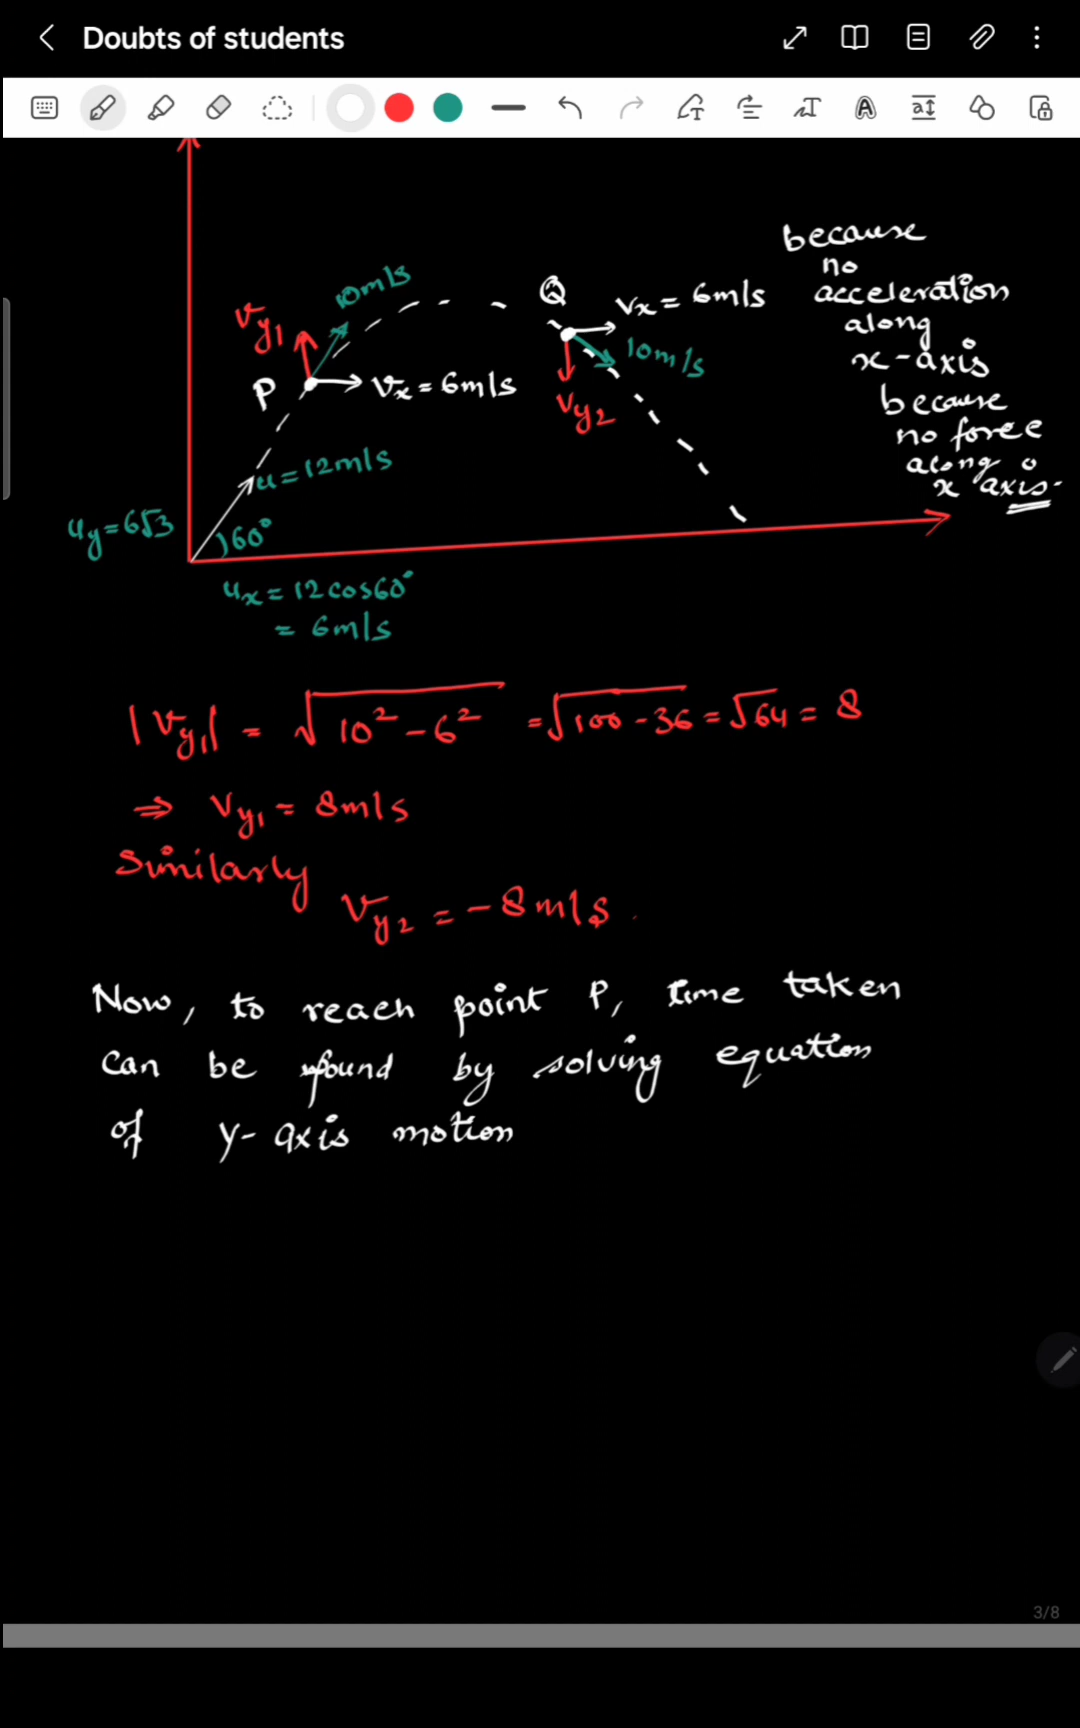 Doubts of students
because
no
acceleration
along
x-axis
because
no force
along
x axis.
10m/s
Vy1
P
Vx = 6m/s
Q
Vx = 6m/s
10m/s
Vy2
u=12m/s
uy=6√3
60°
ux = 12cos60°
= 6m/s
|Vy1| = √10²-6² = √100-36 = √64 = 8
⇒ Vy1 = 8m/s
Similarly
Vy2 = -8m/s.
Now, to reach point P, time taken
can be found by solving equation
of y-axis motion
3/8